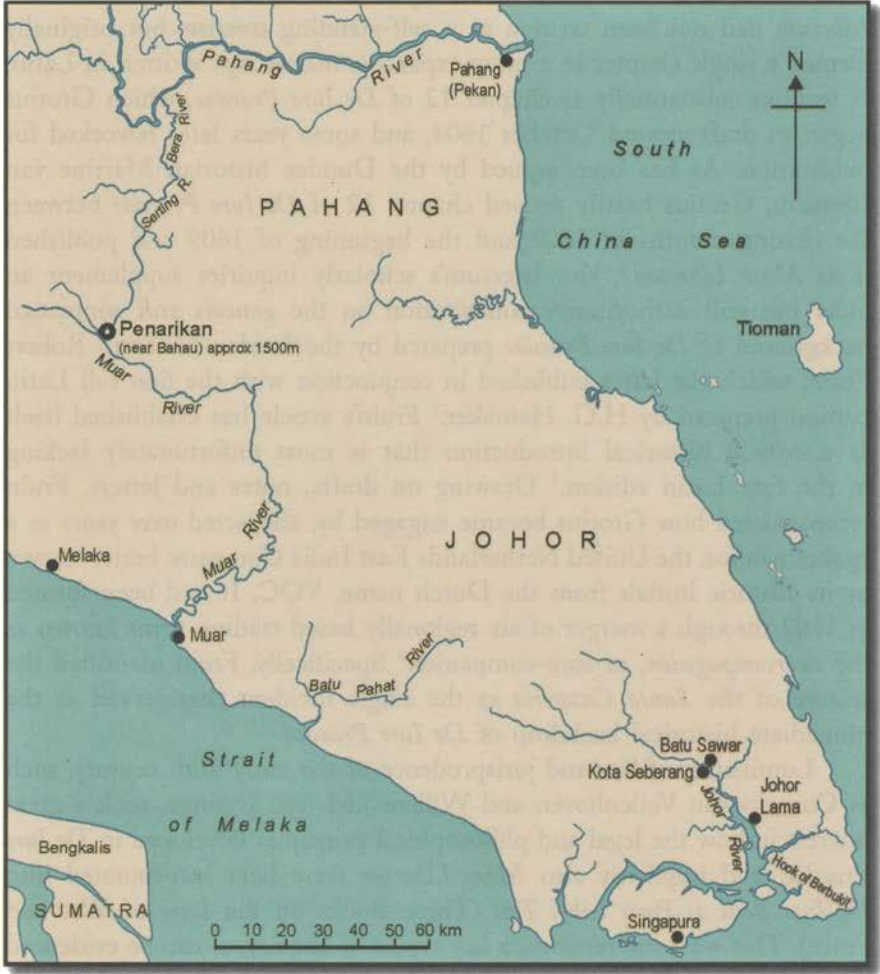 Pahang River
Pahang
(Pekan)
N
Bera River
South
China Sea
Serting R.
PAHANG
Tioman
Penarikan
(near Bahau) approx 1500m
Muar
River
Muar River
JOHOR
Melaka
Muar
Batu Pahat River
Strait
of Melaka
Batu Sawar
Kota Seberang
Johor
Lama
Johor
River
Hook of Berbukit
Bengkalis
SUMATRA
Singapura
0 10 20 30 40 50 60 km